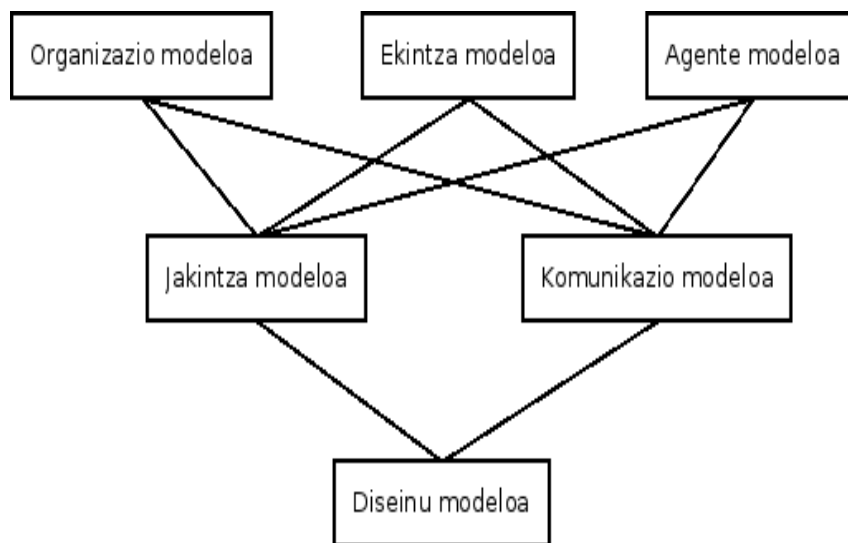 Organizazio modeloa
Ekintza modeloa
Agente modeloa
Jakintza modeloa
Komunikazio modeloa
Diseinu modeloa